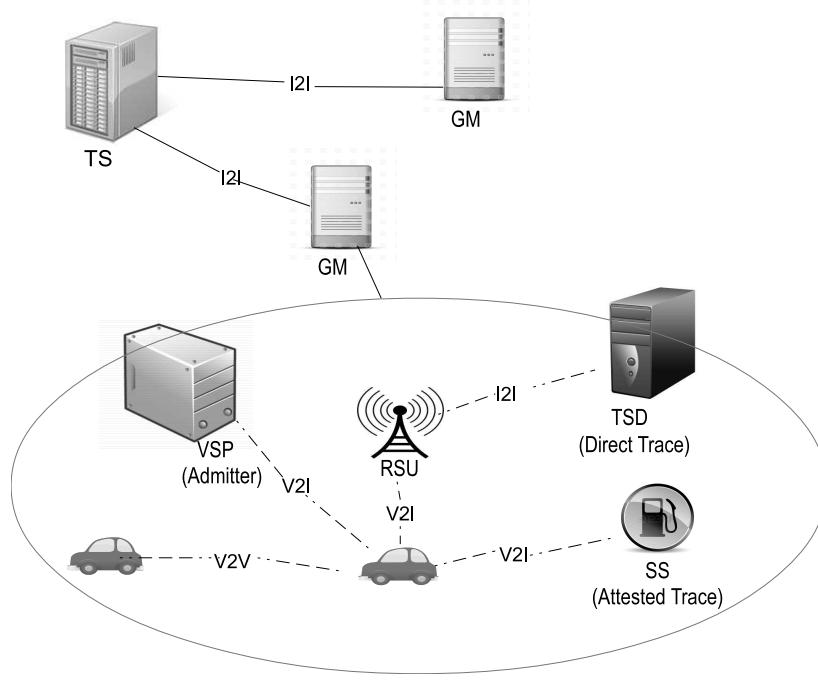 I2I
GM
TS
I2I
GM
I2I
TSD
(Direct Trace)
VSP
(Admitter)
RSU
V2I
V2I
V2V
V2I
SS
(Attested Trace)